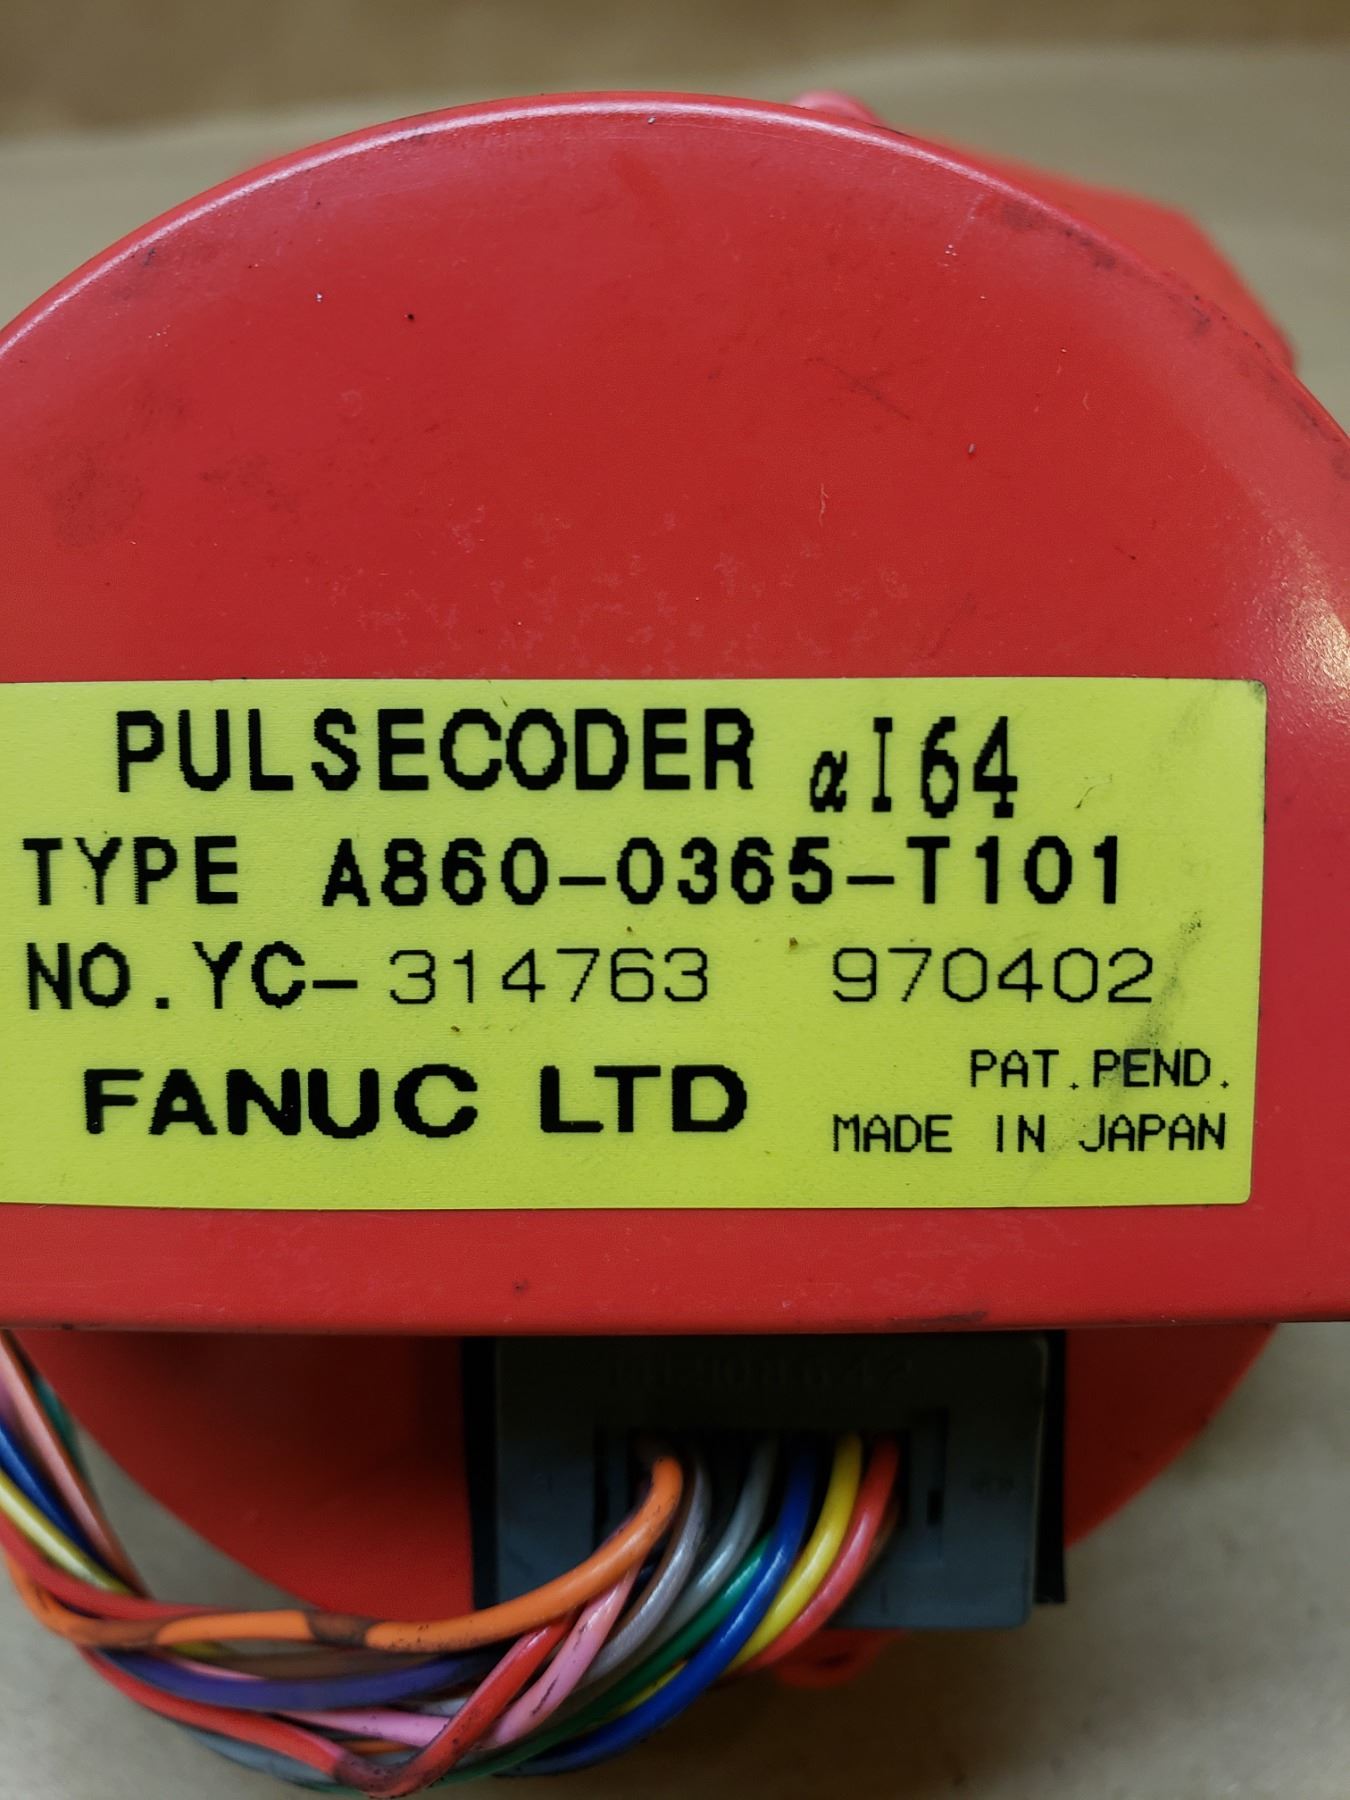 PULSECODER αI64
TYPE A860-0365-T101
NO.YC-314763 970402
FANUC LTD
PAT.PEND.
MADE IN JAPAN